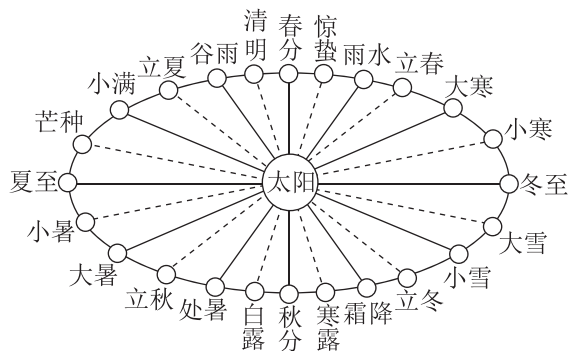 清明
春分
惊蛰
谷雨
雨水
立夏
立春
小满
大寒
芒种
小寒
夏至
太阳
冬至
小暑
大雪
大暑
小雪
立秋
处暑
白露
秋分
寒露
霜降
立冬